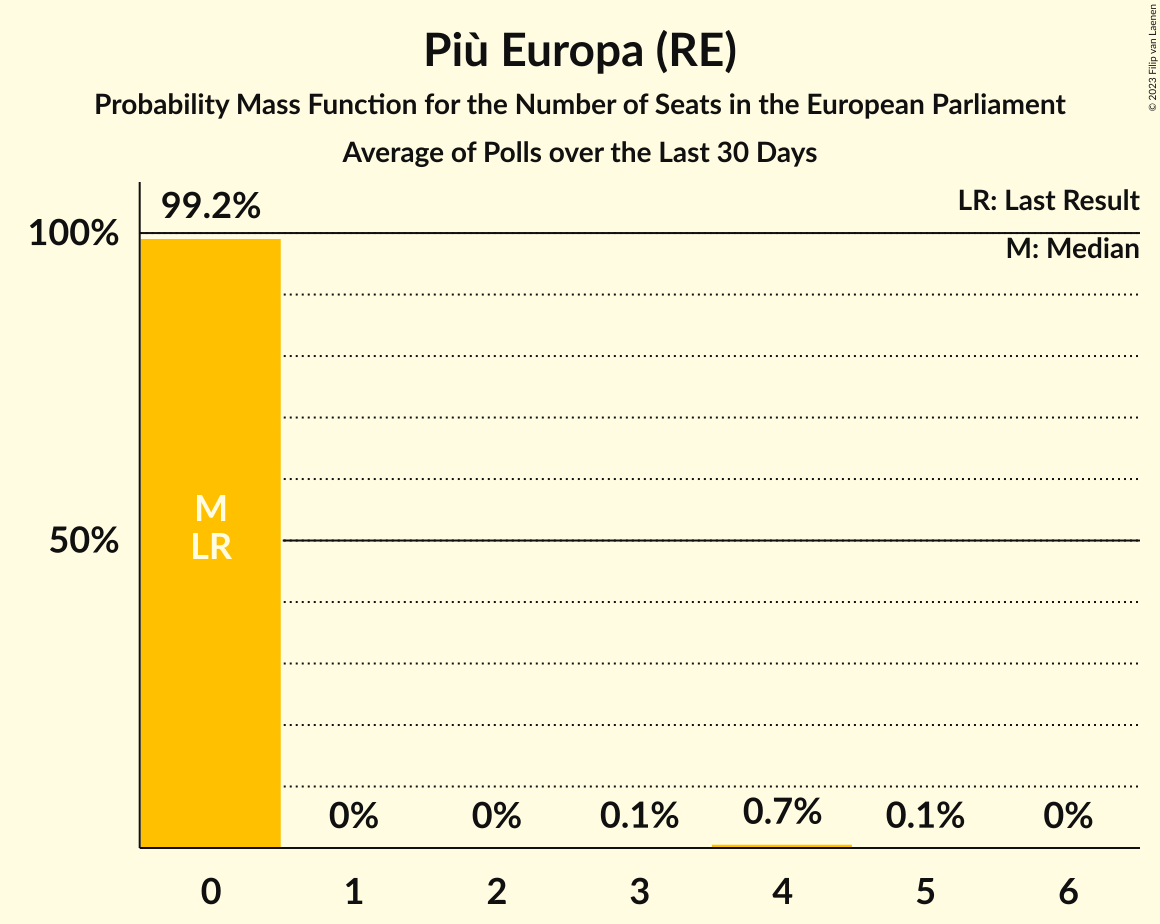 Più Europa (RE)
Probability Mass Function for the Number of Seats in the European Parliament
Average of Polls over the Last 30 Days
© 2023 Filip van Laenen
LR: Last Result
M: Median
99.2%
100%
50%
M
LR
0%
0%
0.1%
0.7%
0.1%
0%
0
1
2
3
4
5
6